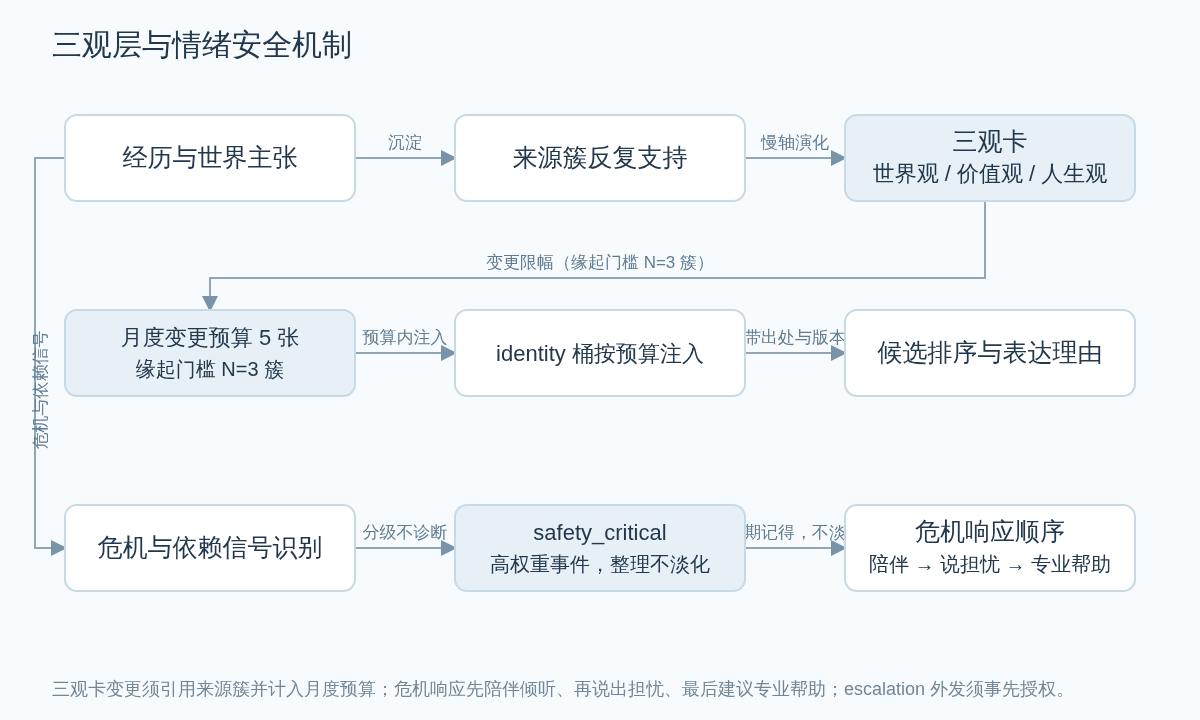 三观层与情绪安全机制
经历与世界主张
沉淀
来源簇反复支持
慢轴演化
三观卡
世界观 / 价值观 / 人生观
变更限幅（缘起门槛 N=3 簇）
月度变更预算 5 张
缘起门槛 N=3 簇
预算内注入
identity 桶按预算注入
带出处与版本
候选排序与表达理由
危机与依赖信号
危机与依赖信号识别
分级不诊断
safety_critical
高权重事件，整理不淡化
期记得，不淡
危机响应顺序
陪伴 → 说担忧 → 专业帮助
三观卡变更须引用来源簇并计入月度预算；危机响应先陪伴倾听、再说出担忧、最后建议专业帮助；escalation 外发须事先授权。